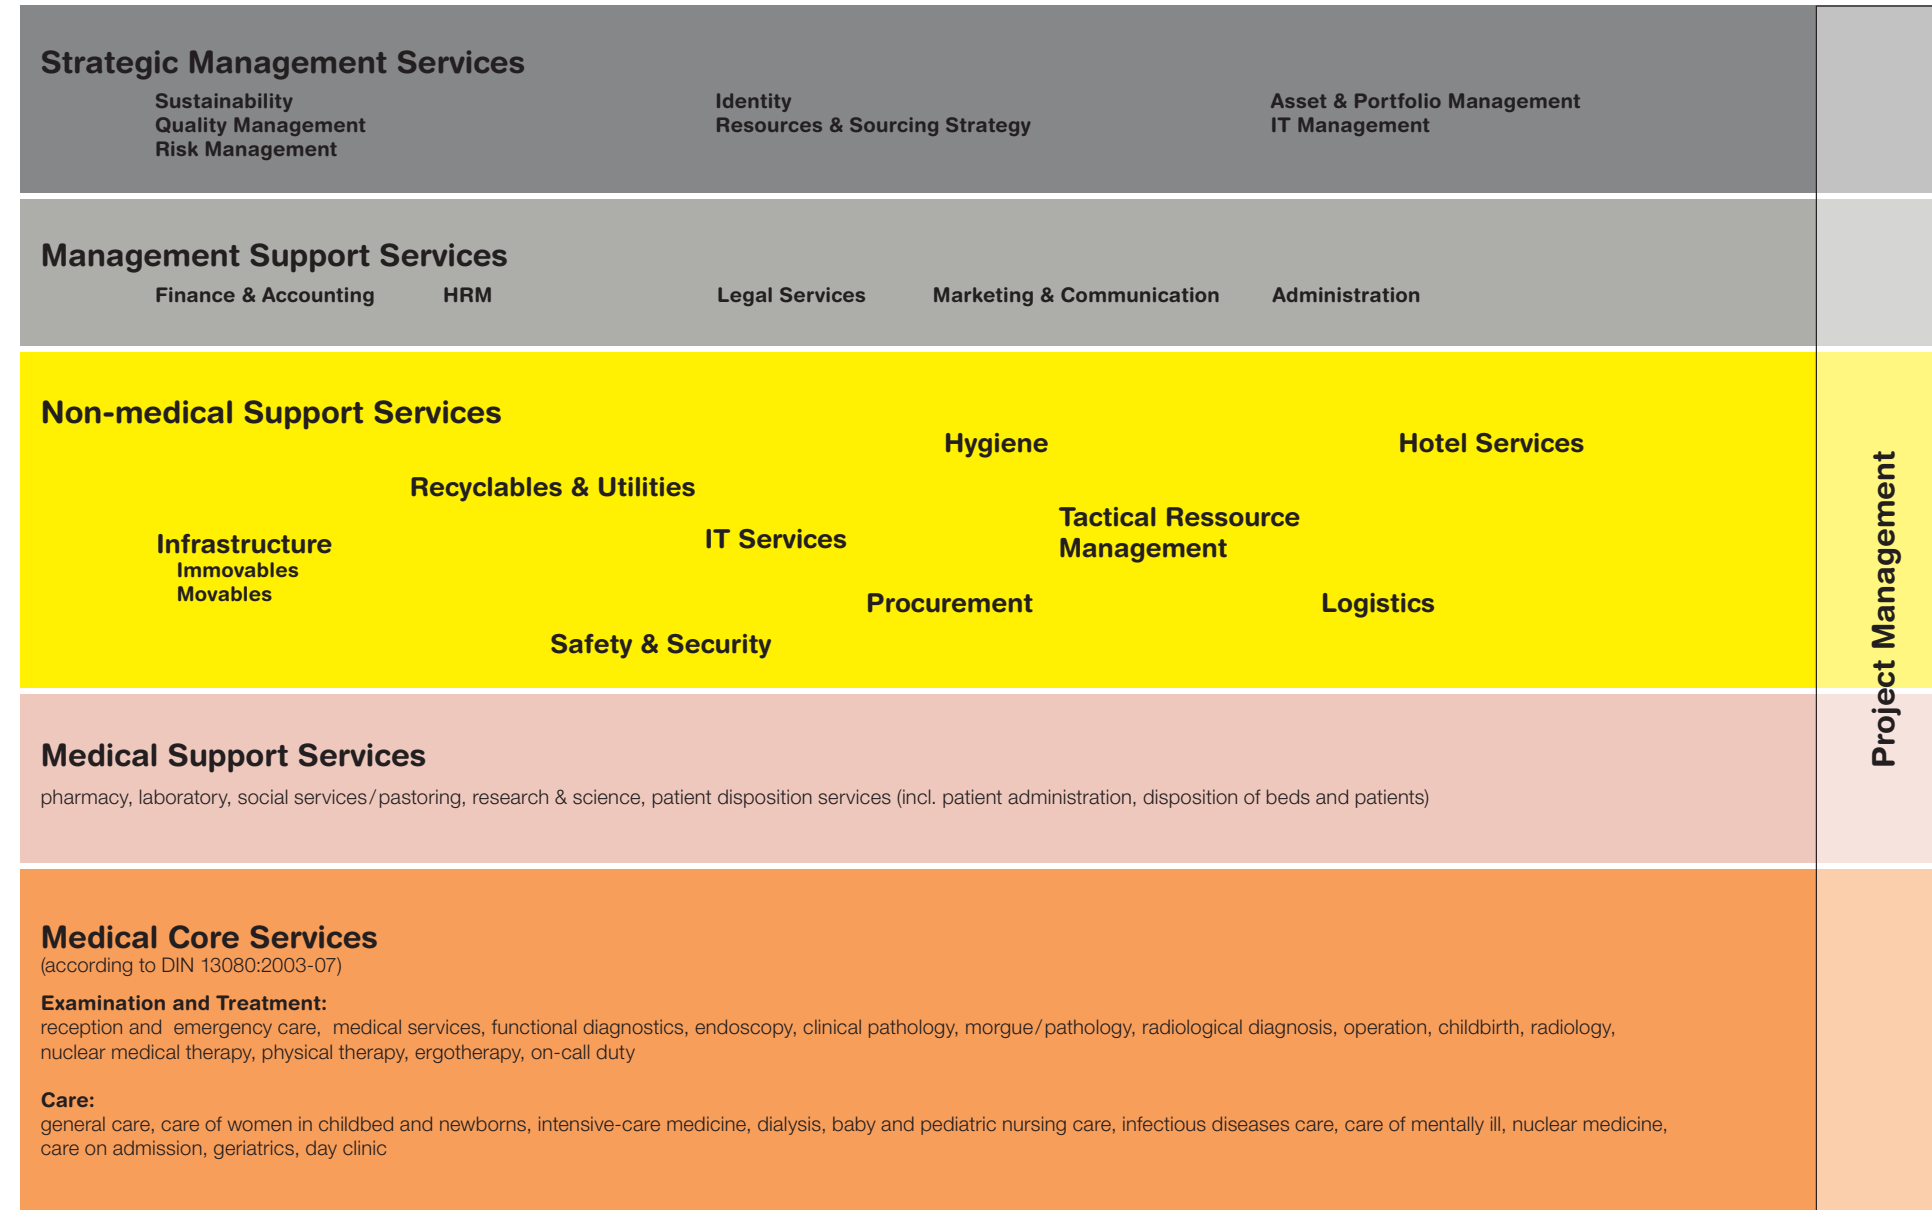 Strategic Management Services
Sustainability
Quality Management
Risk Management
Identity
Resources & Sourcing Strategy
Asset & Portfolio Management
IT Management
Management Support Services
Finance & Accounting
HRM
Legal Services
Marketing & Communication
Administration
Non-medical Support Services
Hygiene
Hotel Services
Recyclables & Utilities
Tactical Ressource
Management
Infrastructure
Immovables
Movables
IT Services
Procurement
Logistics
Safety & Security
Medical Support Services
pharmacy, laboratory, social services/pastoring, research & science, patient disposition services (incl. patient administration, disposition of beds and patients)
Medical Core Services
(according to DIN 13080:2003-07)
Examination and Treatment:
reception and emergency care, medical services, functional diagnostics, endoscopy, clinical pathology, morgue/pathology, radiological diagnosis, operation, childbirth, radiology,
nuclear medical therapy, physical therapy, ergotherapy, on-call duty
Care:
general care, care of women in childbed and newborns, intensive-care medicine, dialysis, baby and pediatric nursing care, infectious diseases care, care of mentally ill, nuclear medicine,
care on admission, geriatrics, day clinic
Project Management